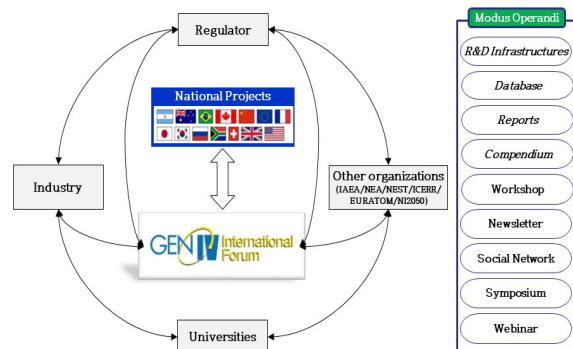 Regulator
National Projects
Industry
Other organizations
(IAEA/NEA/NEST/ICERR/
EURATOM/NI2050)
GEN IV International
Forum
Universities
Modus Operandi
R&D Infrastructures
Database
Reports
Compendium
Workshop
Newsletter
Social Network
Symposium
Webinar